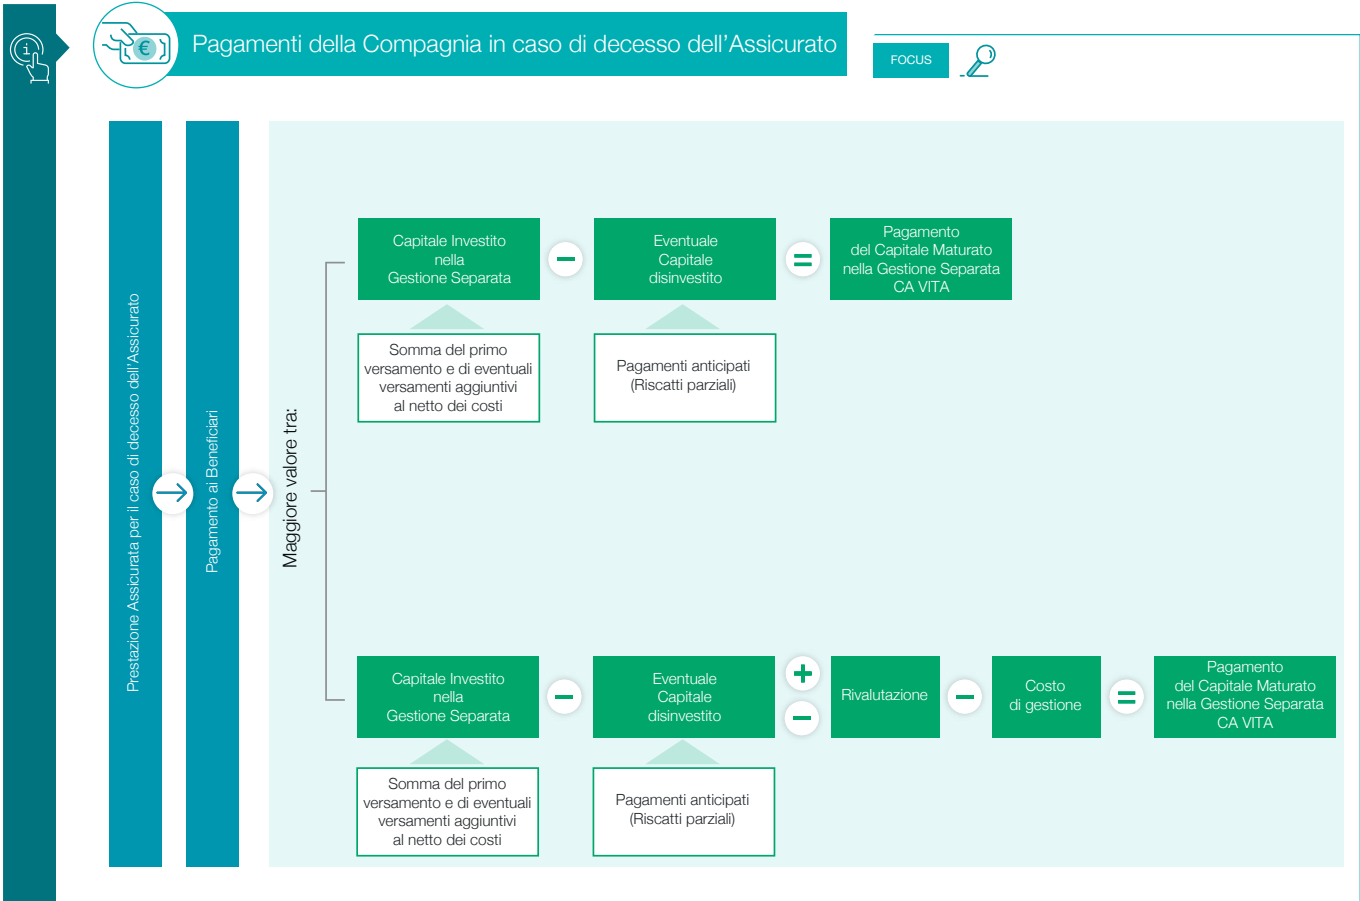 Pagamenti della Compagnia in caso di decesso dell'Assicurato
FOCUS
Prestazione Assicurata per il caso di decesso dell'Assicurato
Pagamento ai Beneficiari
Maggiore valore tra:
Capitale Investito
nella
Gestione Separata
−
Eventuale
Capitale
disinvestito
=
Pagamento
del Capitale Maturato
nella Gestione Separata
CA VITA
Somma del primo
versamento e di eventuali
versamenti aggiuntivi
al netto dei costi
Pagamenti anticipati
(Riscatti parziali)
Capitale Investito
nella
Gestione Separata
−
Eventuale
Capitale
disinvestito
+
−
Rivalutazione
−
Costo
di gestione
=
Pagamento
del Capitale Maturato
nella Gestione Separata
CA VITA
Somma del primo
versamento e di eventuali
versamenti aggiuntivi
al netto dei costi
Pagamenti anticipati
(Riscatti parziali)